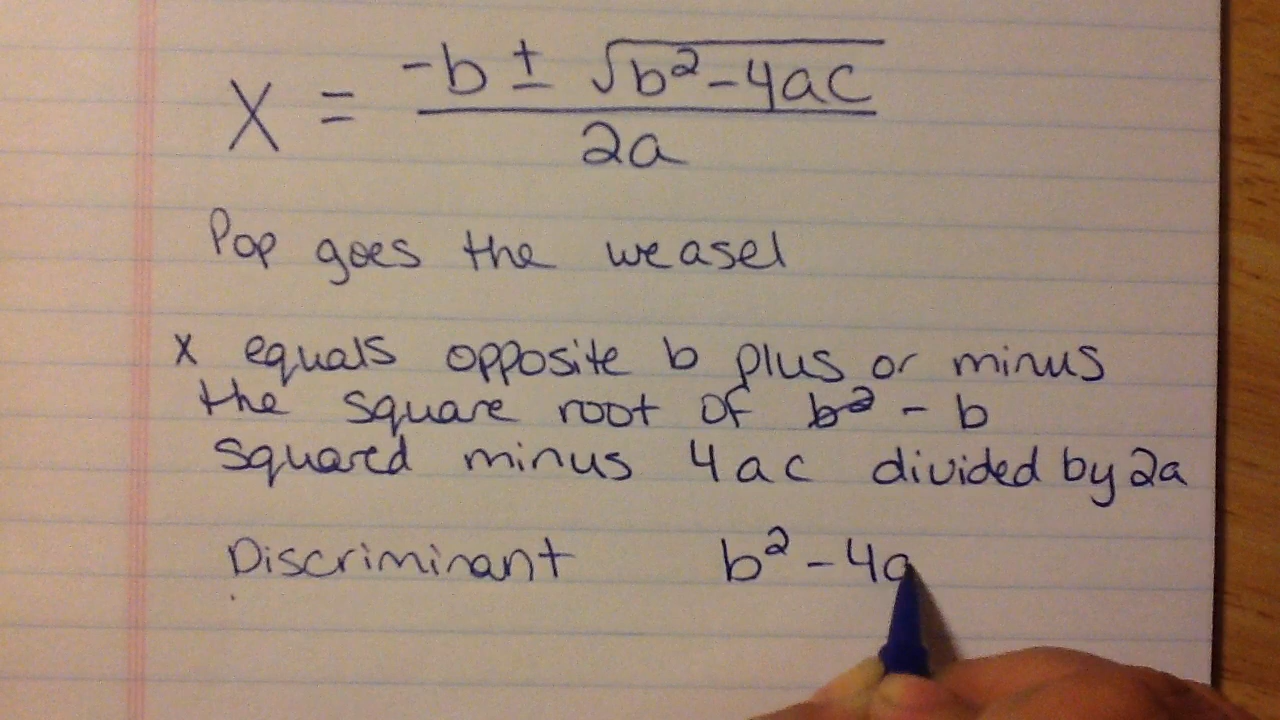 X = -b ± √b² - 4ac / 2a
Pop goes the weasel
x equals opposite b plus or minus
the square root of b² - b
squared minus 4ac divided by 2a
Discriminant b² - 4a